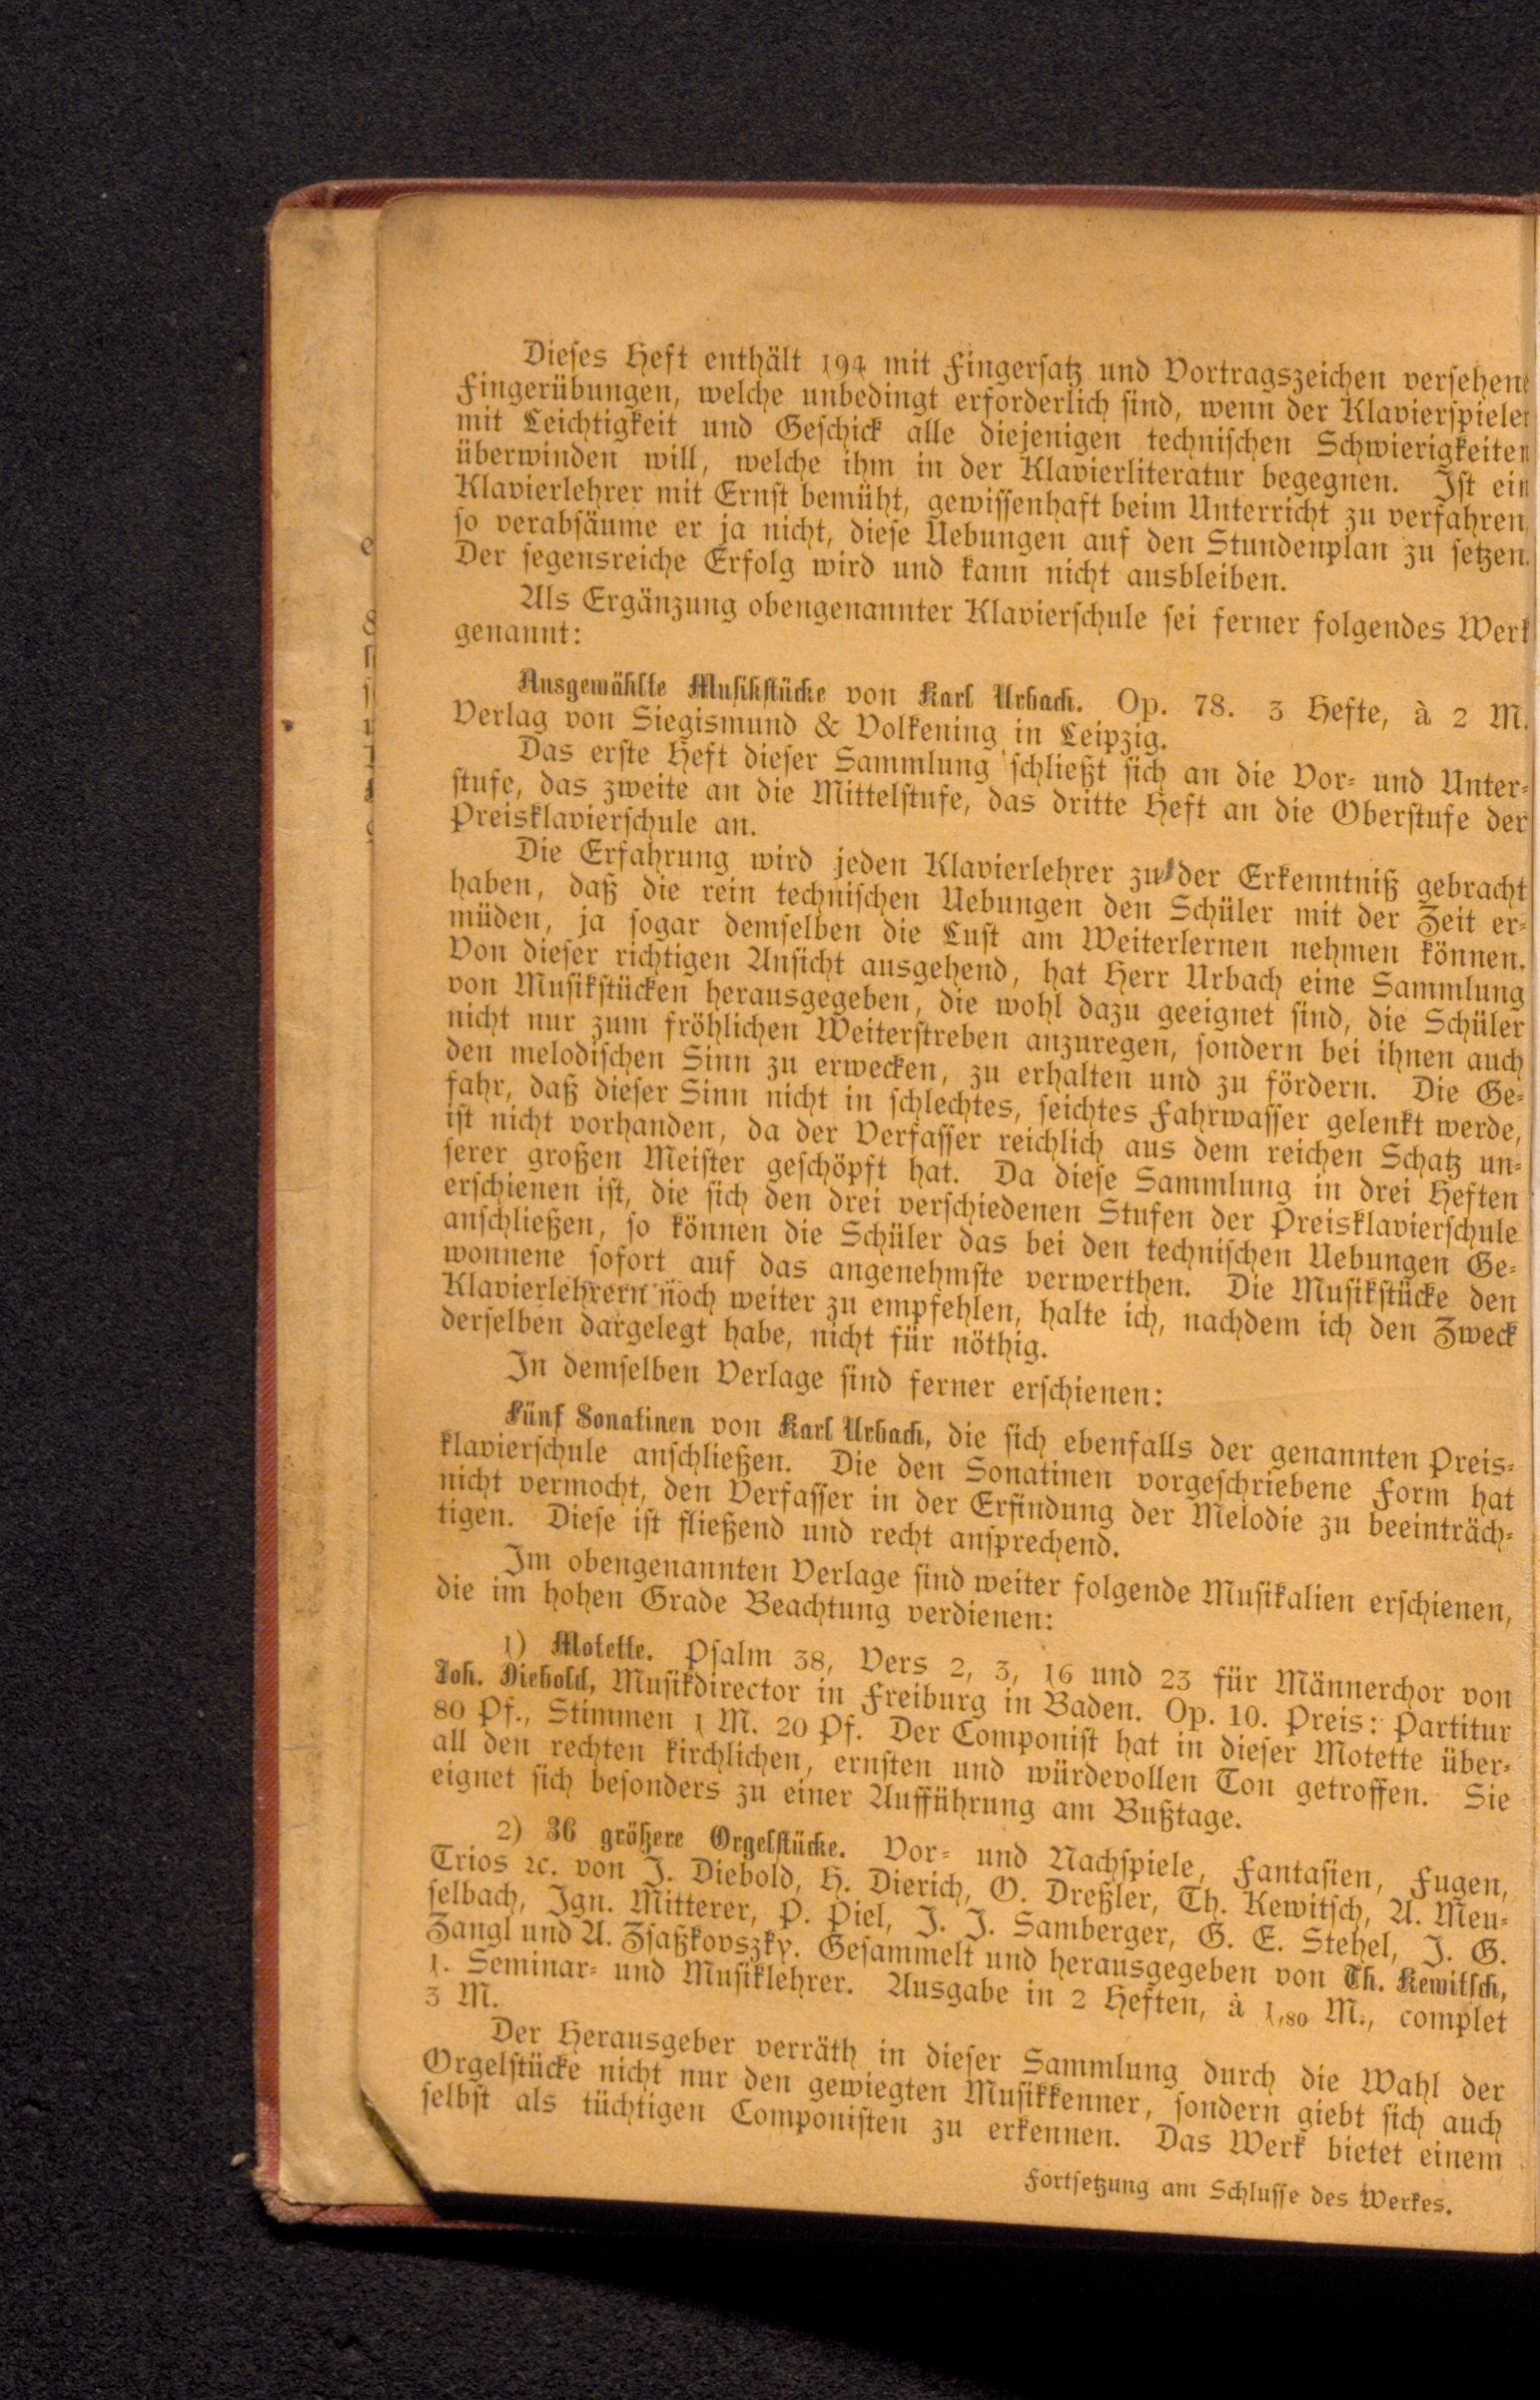 Dieses Heft enthält 194 mit Fingersatz und Vortragszeichen versehene
Fingerübungen, welche unbedingt erforderlich sind, wenn der Klavierspieler
mit Leichtigkeit und Geschick alle diejenigen technischen Schwierigkeiten
überwinden will, welche ihm in der Klavierliteratur begegnen. Ist ein
Klavierlehrer mit Ernst bemüht, gewissenhaft beim Unterricht zu verfahren,
so verabsäume er ja nicht, diese Uebungen auf den Stundenplan zu setzen.
Der segensreiche Erfolg wird und kann nicht ausbleiben.
Als Ergänzung obengenannter Klavierschule sei ferner folgendes Werk
genannt:
Ausgewählte Musikstücke von Karl Urbach. Op. 78. 3 Hefte, à 2 M.
Verlag von Siegismund & Volkening in Leipzig.
Das erste Heft dieser Sammlung schließt sich an die Vor- und Unter-
stufe, das zweite an die Mittelstufe, das dritte Heft an die Oberstufe der
Preisklavierschule an.
Die Erfahrung wird jeden Klavierlehrer zu der Erkenntniß gebracht
haben, daß die rein technischen Uebungen den Schüler mit der Zeit er-
müden, ja sogar demselben die Lust am Weiterlernen nehmen können.
Von dieser richtigen Ansicht ausgehend, hat Herr Urbach eine Sammlung
von Musikstücken herausgegeben, die wohl dazu geeignet sind, die Schüler
nicht nur zum fröhlichen Weiterstreben anzuregen, sondern bei ihnen auch
den melodischen Sinn zu erwecken, zu erhalten und zu fördern. Die Ge-
fahr, daß dieser Sinn nicht in schlechtes, seichtes Fahrwasser gelenkt werde,
ist nicht vorhanden, da der Verfasser reichlich aus dem reichen Schatz un-
serer großen Meister geschöpft hat. Da diese Sammlung in drei Heften
erschienen ist, die sich den drei verschiedenen Stufen der Preisklavierschule
anschließen, so können die Schüler das bei den technischen Uebungen Ge-
wonnene sofort auf das angenehmste verwerthen. Die Musikstücke den
Klavierlehrern noch weiter zu empfehlen, halte ich, nachdem ich den Zweck
derselben dargelegt habe, nicht für nöthig.
In demselben Verlage sind ferner erschienen:
Fünf Sonatinen von Karl Urbach, die sich ebenfalls der genannten Preis-
klavierschule anschließen. Die den Sonatinen vorgeschriebene Form hat
nicht vermocht, den Verfasser in der Erfindung der Melodie zu beeinträch-
tigen. Diese ist fließend und recht ansprechend.
Im obengenannten Verlage sind weiter folgende Musikalien erschienen,
die im hohen Grade Beachtung verdienen:
1) Motette. Psalm 38, Vers 2, 3, 16 und 23 für Männerchor von
Joh. Diebold, Musikdirector in Freiburg in Baden. Op. 10. Preis: Partitur
80 Pf., Stimmen 1 M. 20 Pf. Der Componist hat in dieser Motette über-
all den rechten kirchlichen, ernsten und würdevollen Ton getroffen. Sie
eignet sich besonders zu einer Aufführung am Bußtage.
2) 36 größere Orgelstücke. Vor- und Nachspiele, Fantasien, Fugen,
Trios ꝛc. von J. Diebold, H. Dierich, O. Dreßler, Th. Kewitsch, A. Meu-
selbach, Ign. Mitterer, P. Piel, J. J. Samberger, G. E. Stehel, J. G.
Zangl und A. Zsaßkovszky. Gesammelt und herausgegeben von Th. Kewitsch,
1. Seminar- und Musiklehrer. Ausgabe in 2 Heften, à 1,80 M., complet
3 M.
Der Herausgeber verräth in dieser Sammlung durch die Wahl der
Orgelstücke nicht nur den gewiegten Musikkenner, sondern giebt sich auch
selbst als tüchtigen Componisten zu erkennen. Das Werk bietet einem
Fortsetzung am Schlusse des Werkes.